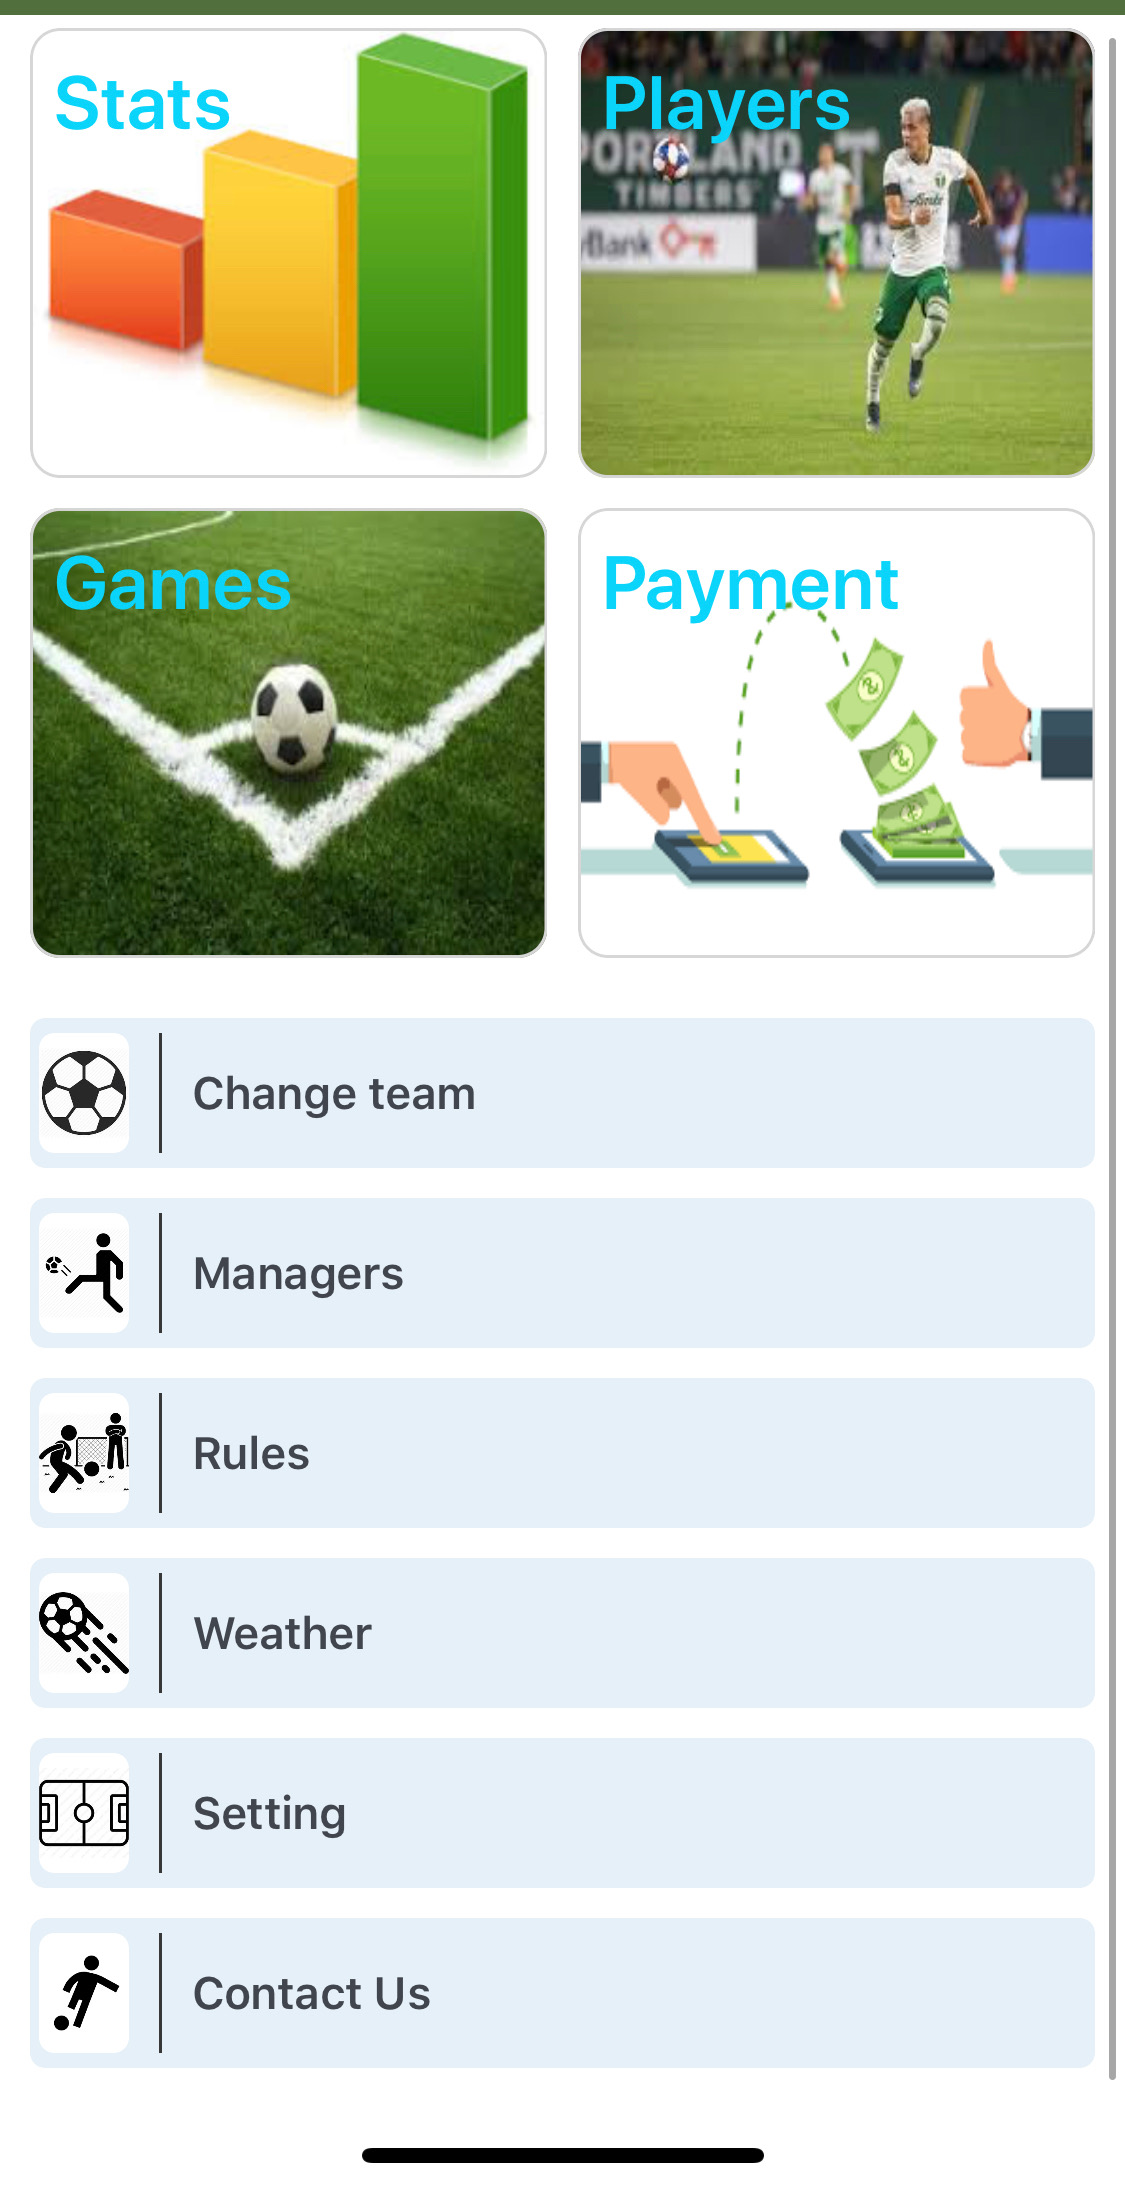 Stats
Players
PORTLAND T
TIMBERS
Bank
Games
Payment
Change team
Managers
Rules
Weather
Setting
Contact Us